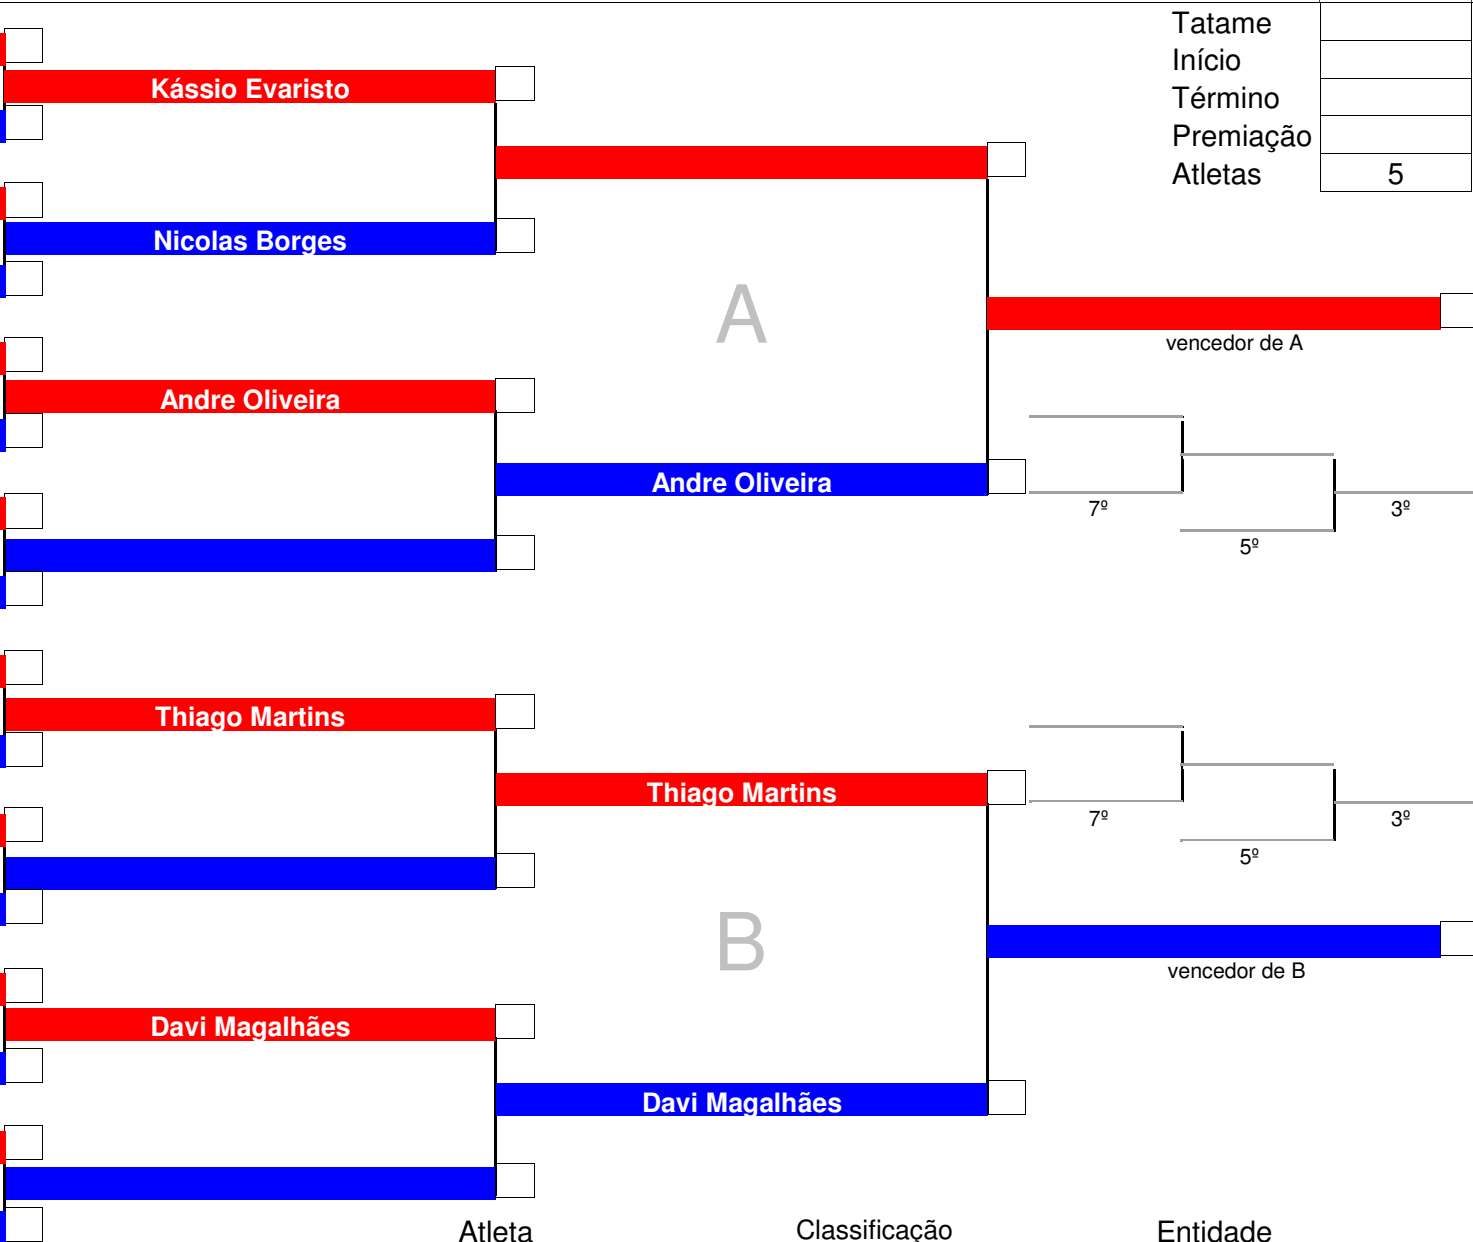 Tatame
Início
Término
Premiação
Atletas 5
Kássio Evaristo
Nicolas Borges
A
vencedor de A
Andre Oliveira
Andre Oliveira
7º
3º
5º
Thiago Martins
Thiago Martins
7º
3º
5º
B
vencedor de B
Davi Magalhães
Davi Magalhães
Atleta Classificação Entidade